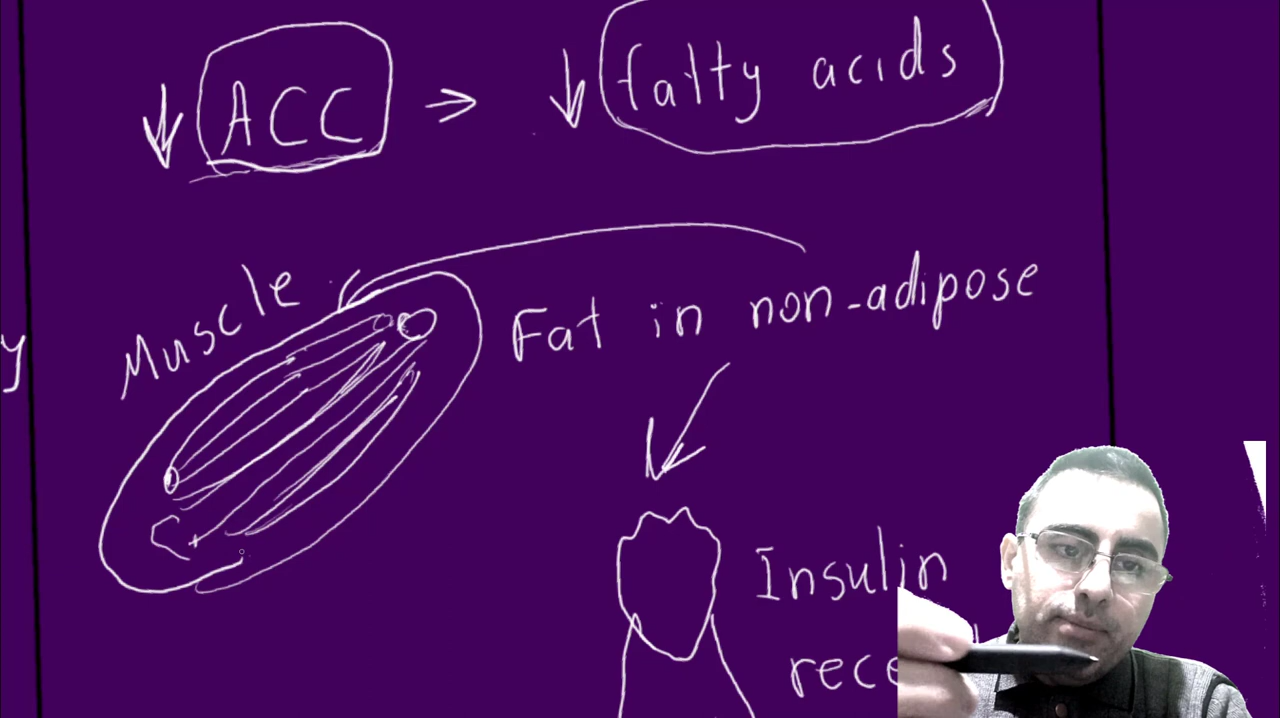 ↓ ACC → ↓ fatty acids
Muscle
Fat in non-adipose
y
Insulin
rece